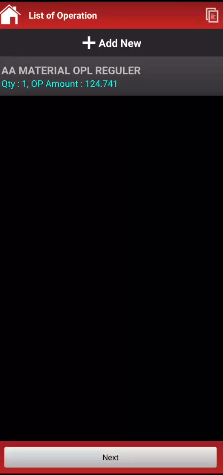 List of Operation
Add New
AA MATERIAL OPL REGULER
Qty : 1, OP Amount : 124.741
Next